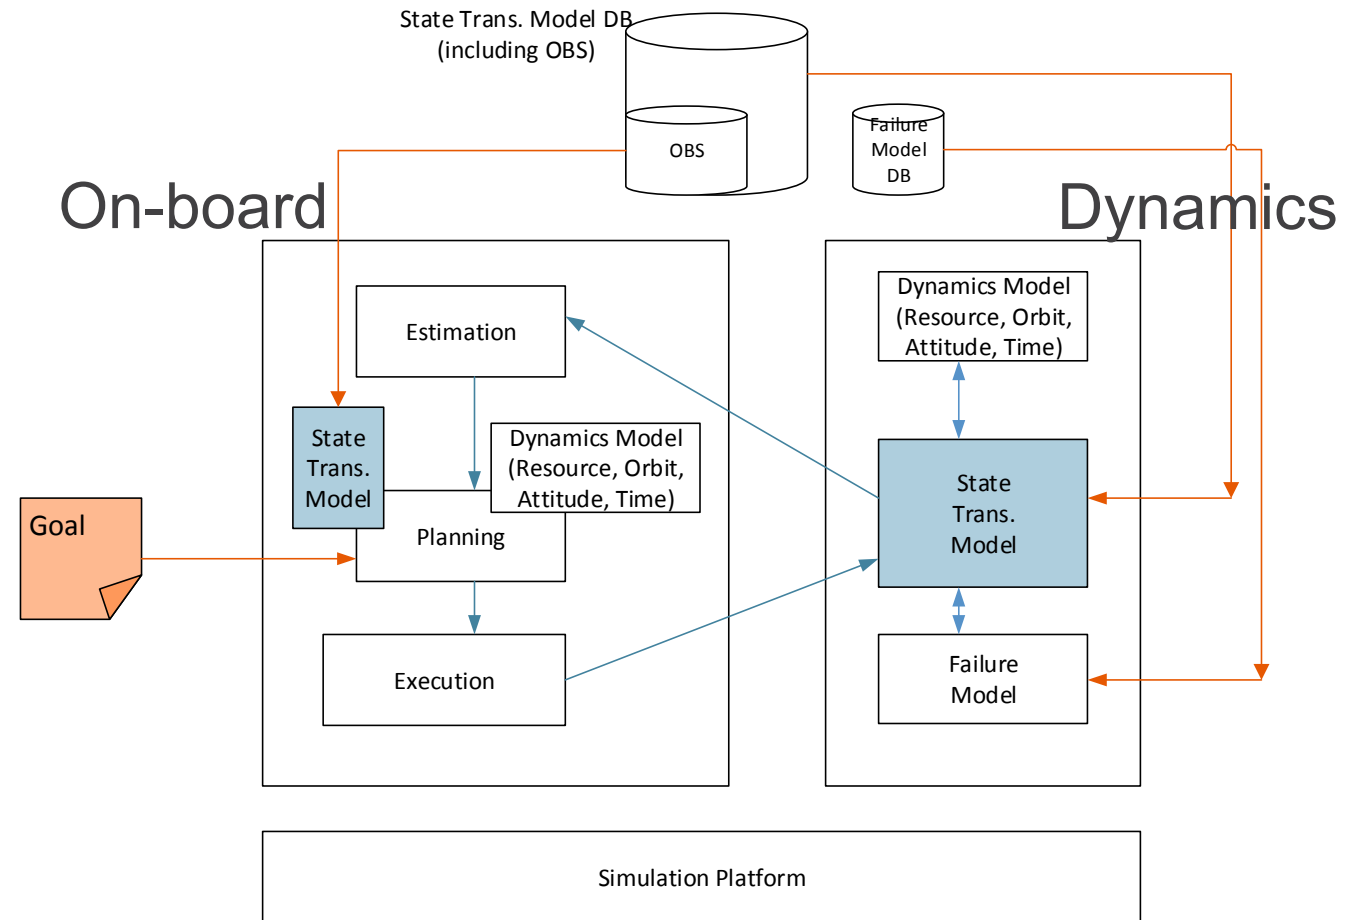 State Trans. Model DB
(including OBS)
OBS
Failure
Model
DB
On-board
Dynamics
Estimation
Dynamics Model
(Resource, Orbit,
Attitude, Time)
State
Trans.
Model
Dynamics Model
(Resource, Orbit,
Attitude, Time)
Goal
Planning
State
Trans.
Model
Execution
Failure
Model
Simulation Platform